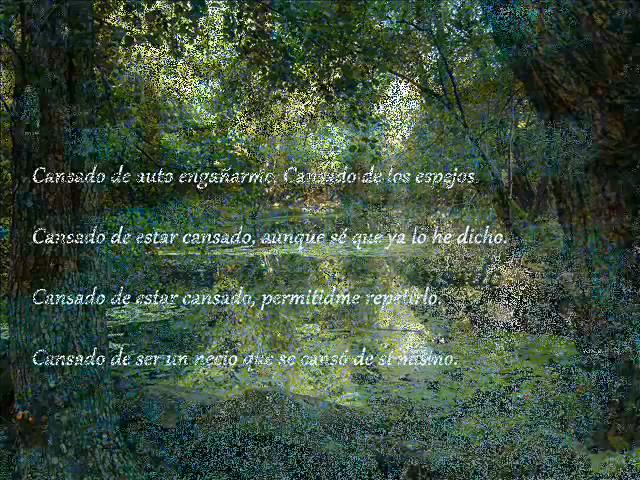 Cansado de auto engañarme. Cansado de los espejos.
Cansado de estar cansado, aunque sé que ya lo he dicho.
Cansado de estar cansado, permitidme repetirlo.
Cansado de ser un necio que se cansó de sí mismo.